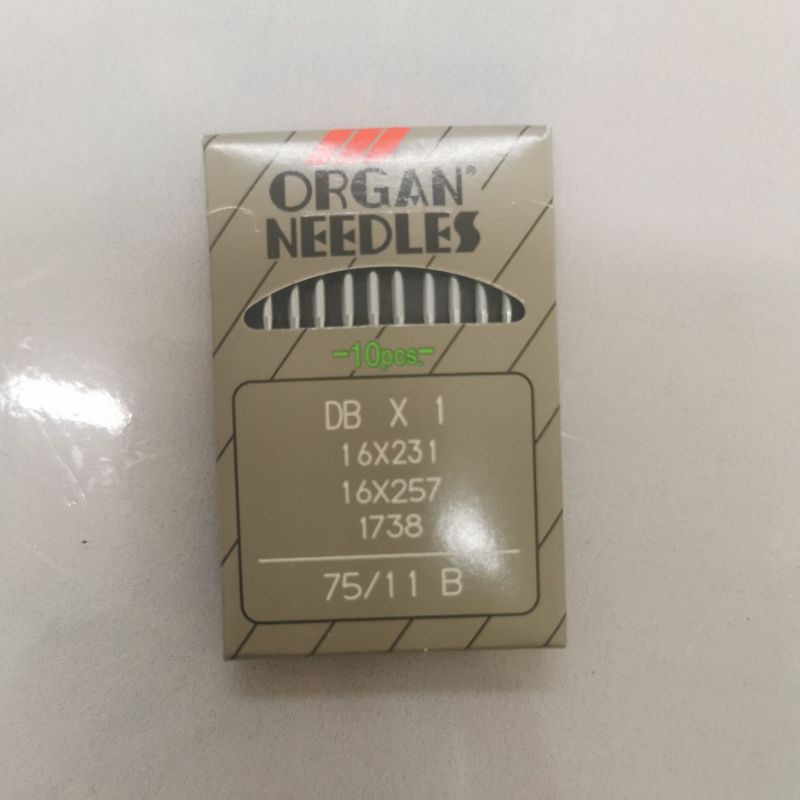 ORGAN®
NEEDLES
-10pcs.-
DB X 1
16X231
16X257
1738
75/11 B